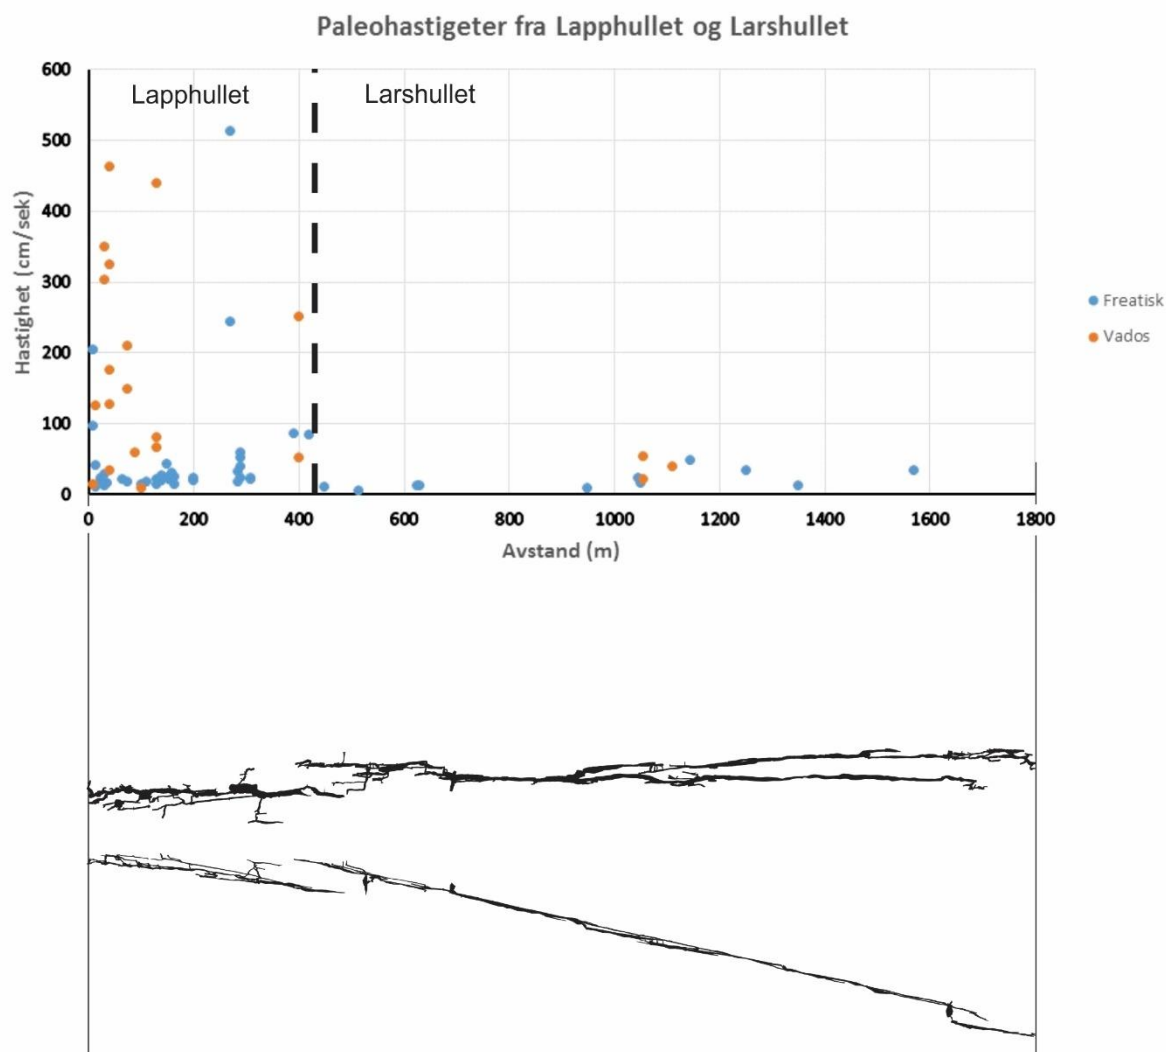 Paleohastigeter fra Lapphullet og Larshullet
Lapphullet
Larshullet
Hastighet (cm/sek)
600
500
400
300
200
100
0
0 200 400 600 800 1000 1200 1400 1600 1800
Avstand (m)
Freatisk
Vados